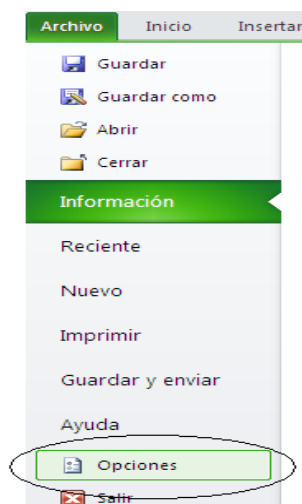 Archivo Inicio Insertar
Guardar
Guardar como
Abrir
Cerrar
Información
Reciente
Nuevo
Imprimir
Guardar y enviar
Ayuda
Opciones
Salir